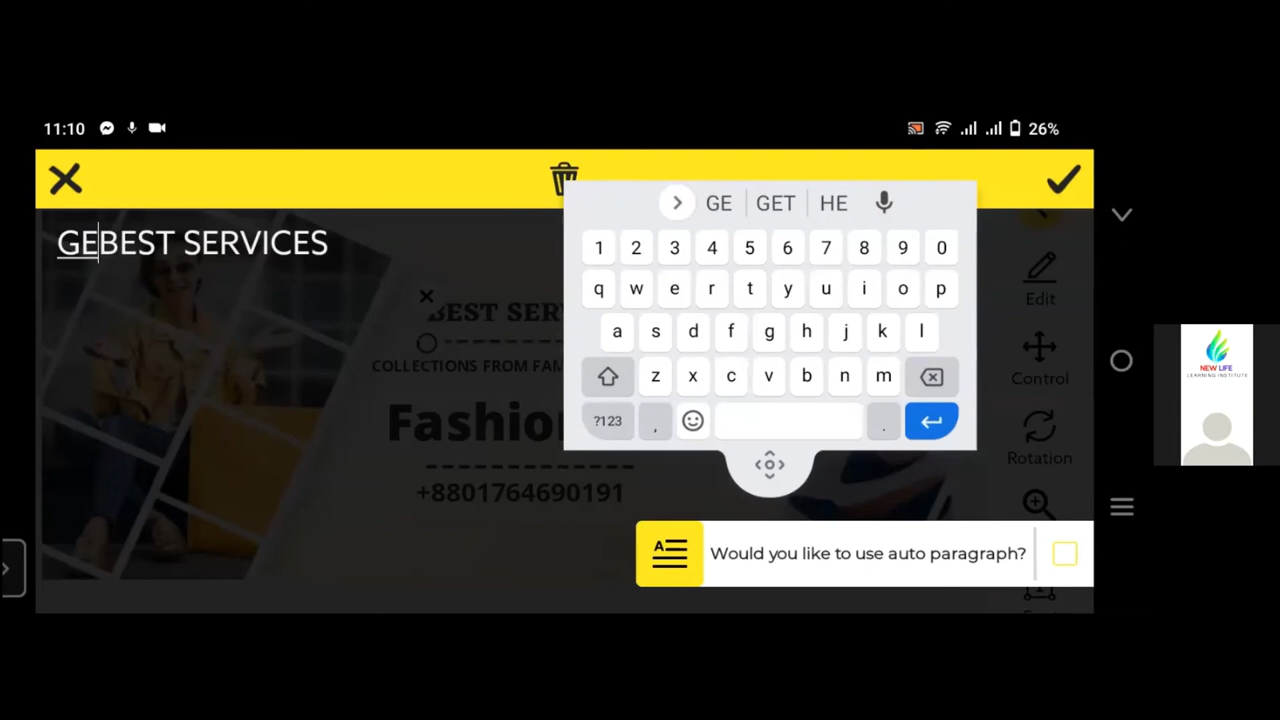 11:10
26%
GEBEST SERVICES
GE GET HE
1 2 3 4 5 6 7 8 9 0
q w e r t y u i o p
a s d f g h j k l
z x c v b n m
?123 , .
BEST SER
COLLECTIONS FROM FAM
Fashion
+8801764690191
Edit
Control
Rotation
Would you like to use auto paragraph?
NEW LIFE
LEARNING INSTITUTE